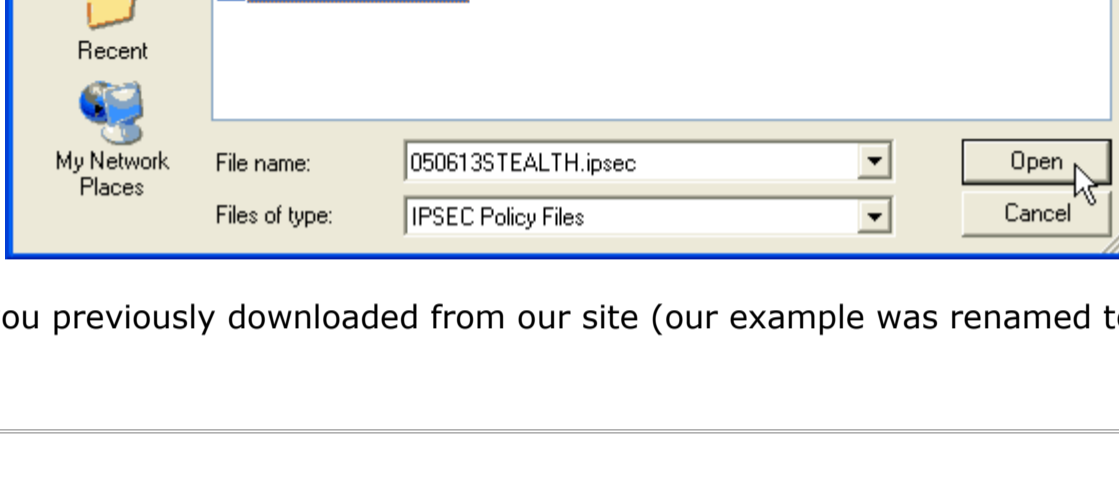 Recent
My Network
Places
File name:
050613STEALTH.ipsec
Open
Files of type:
IPSEC Policy Files
Cancel
ou previously downloaded from our site (our example was renamed